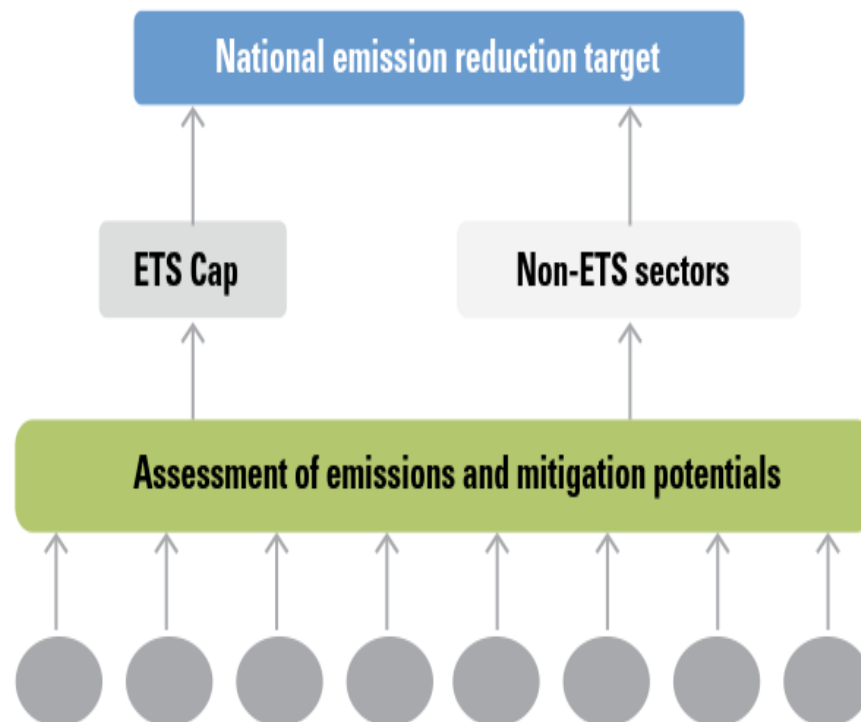 National emission reduction target
ETS Cap
Non-ETS sectors
Assessment of emissions and mitigation potentials